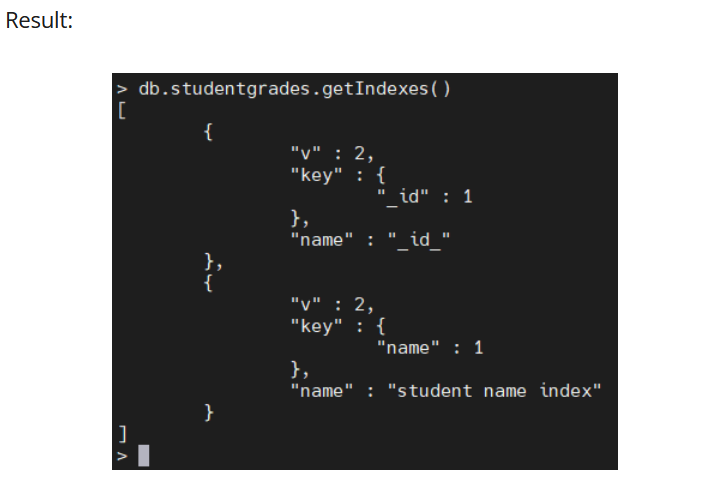 Result:
> db.studentgrades.getIndexes()
[
{
"v" : 2,
"key" : {
"_id" : 1
},
"name" : "_id_"
},
{
"v" : 2,
"key" : {
"name" : 1
},
"name" : "student name index"
}
]
>